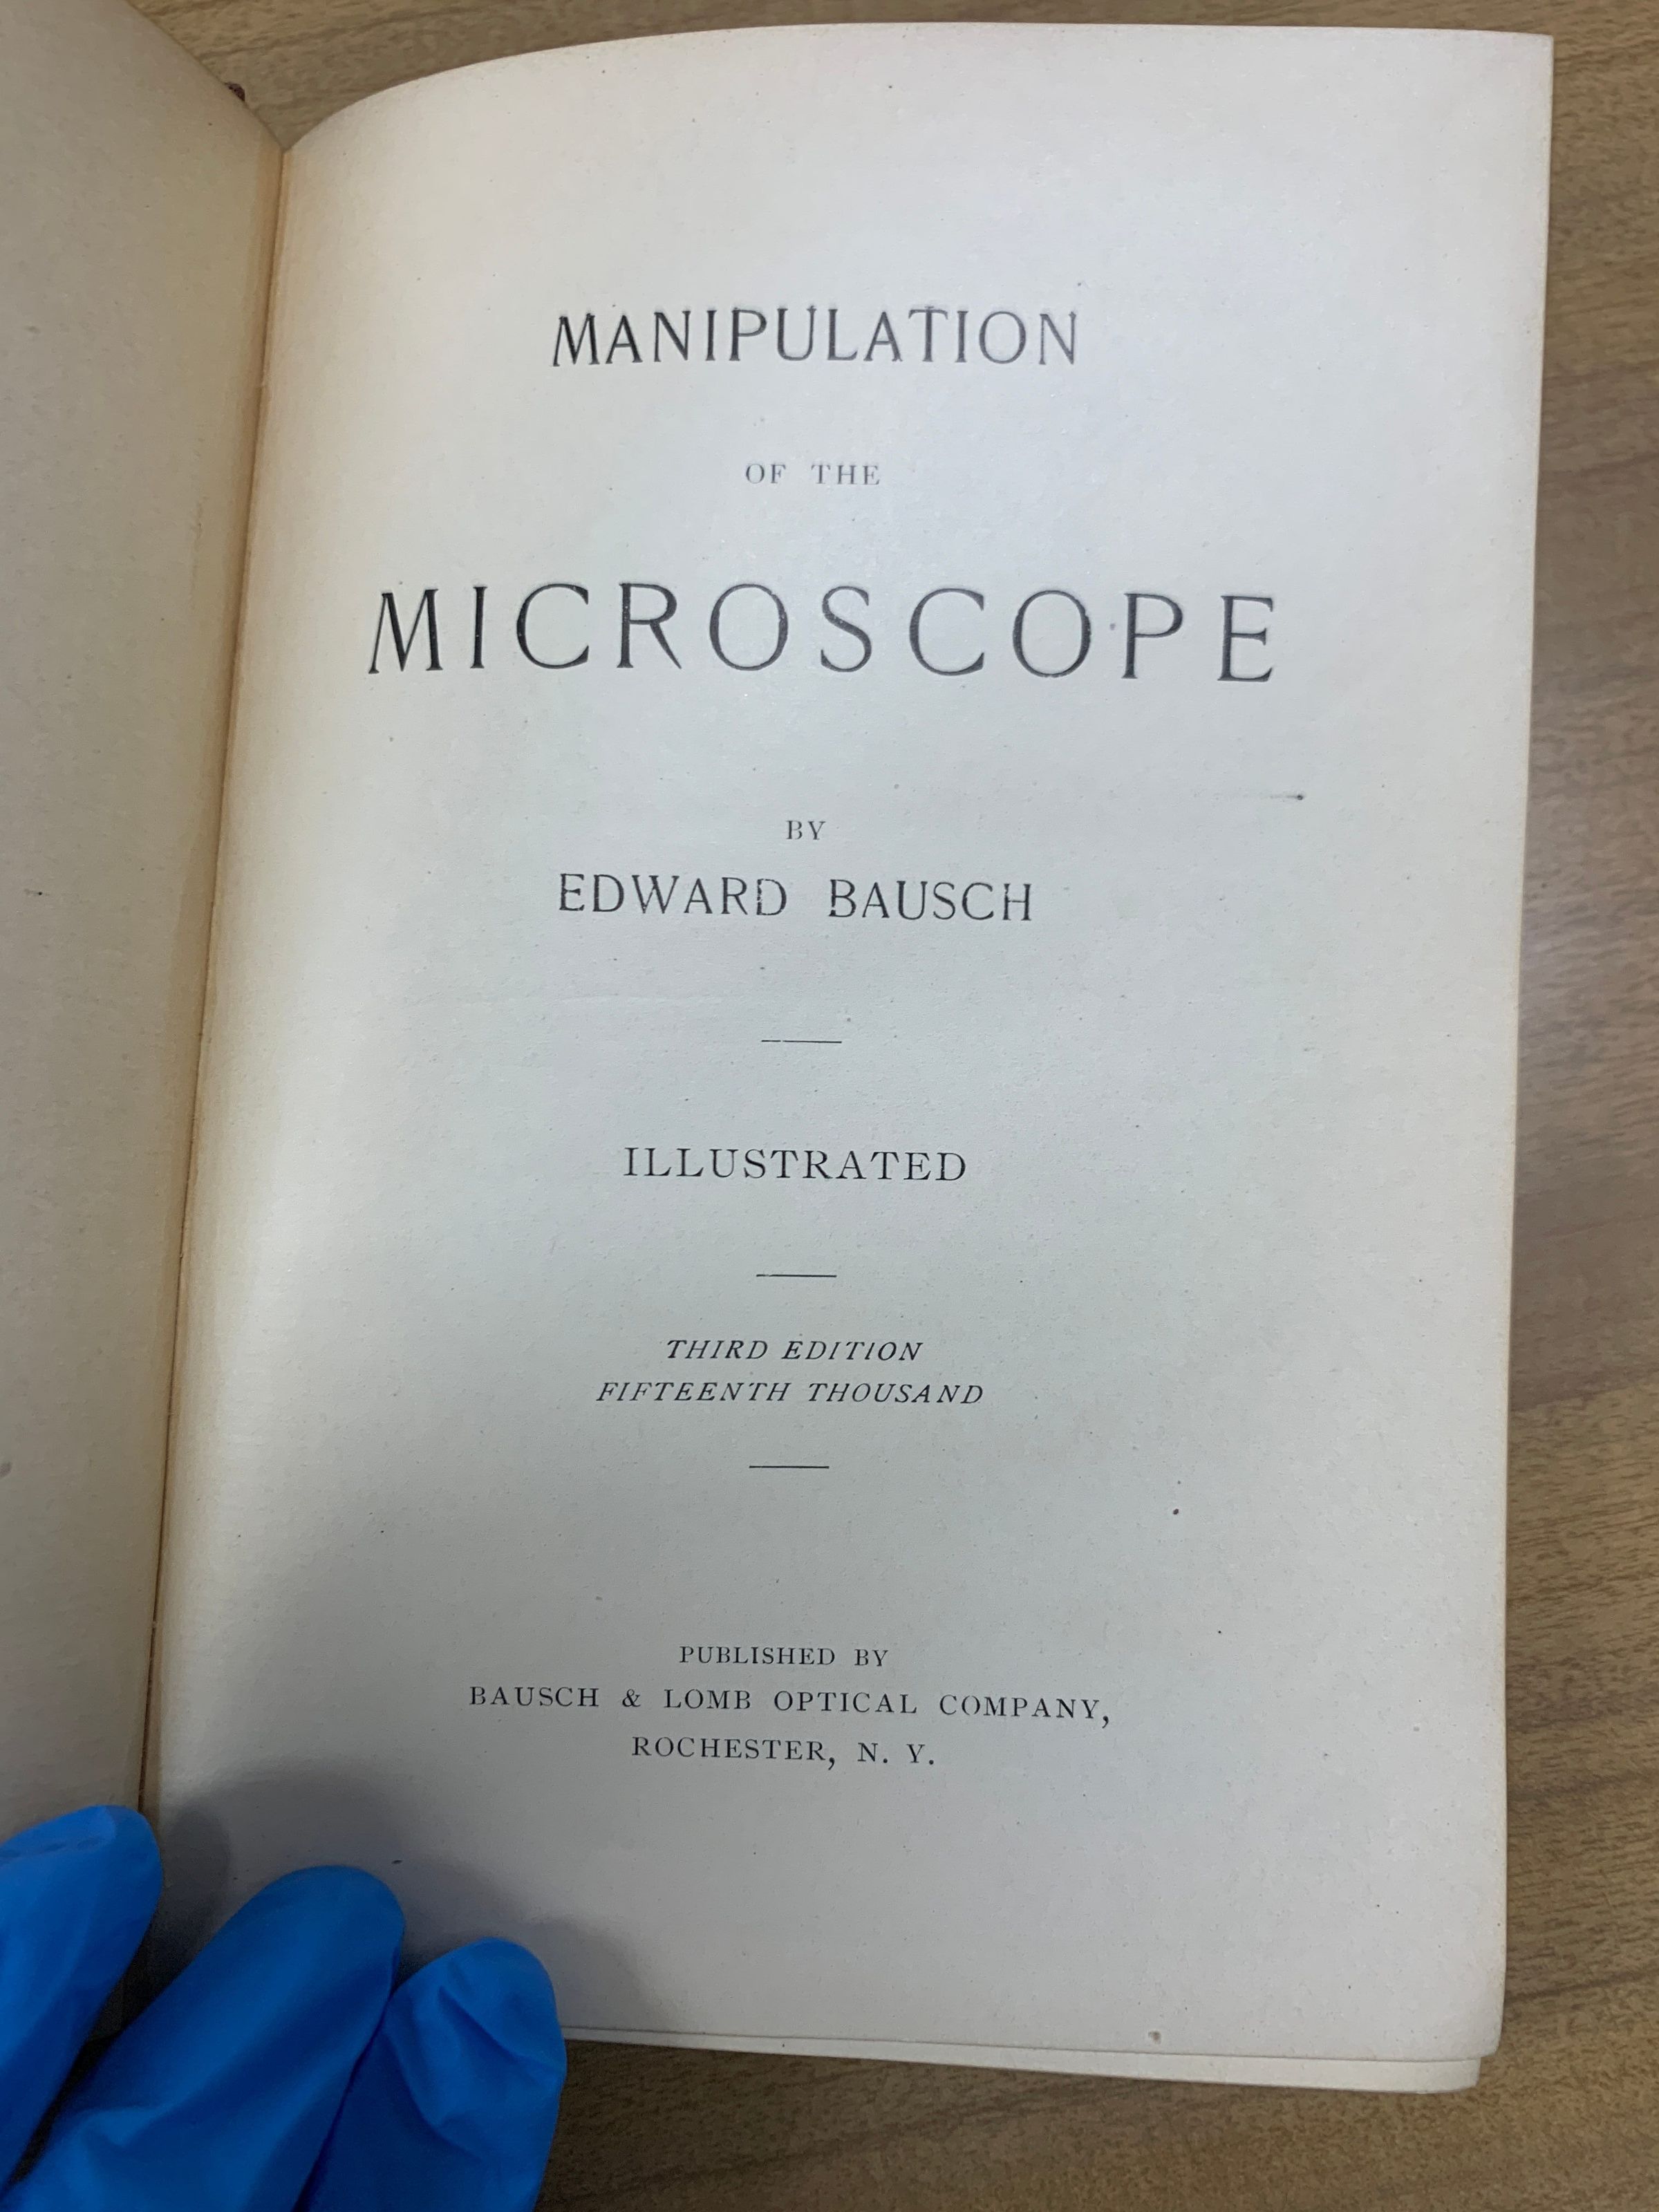 MANIPULATION
OF THE
MICROSCOPE
BY
EDWARD BAUSCH
ILLUSTRATED
THIRD EDITION
FIFTEENTH THOUSAND
PUBLISHED BY
BAUSCH & LOMB OPTICAL COMPANY,
ROCHESTER, N. Y.